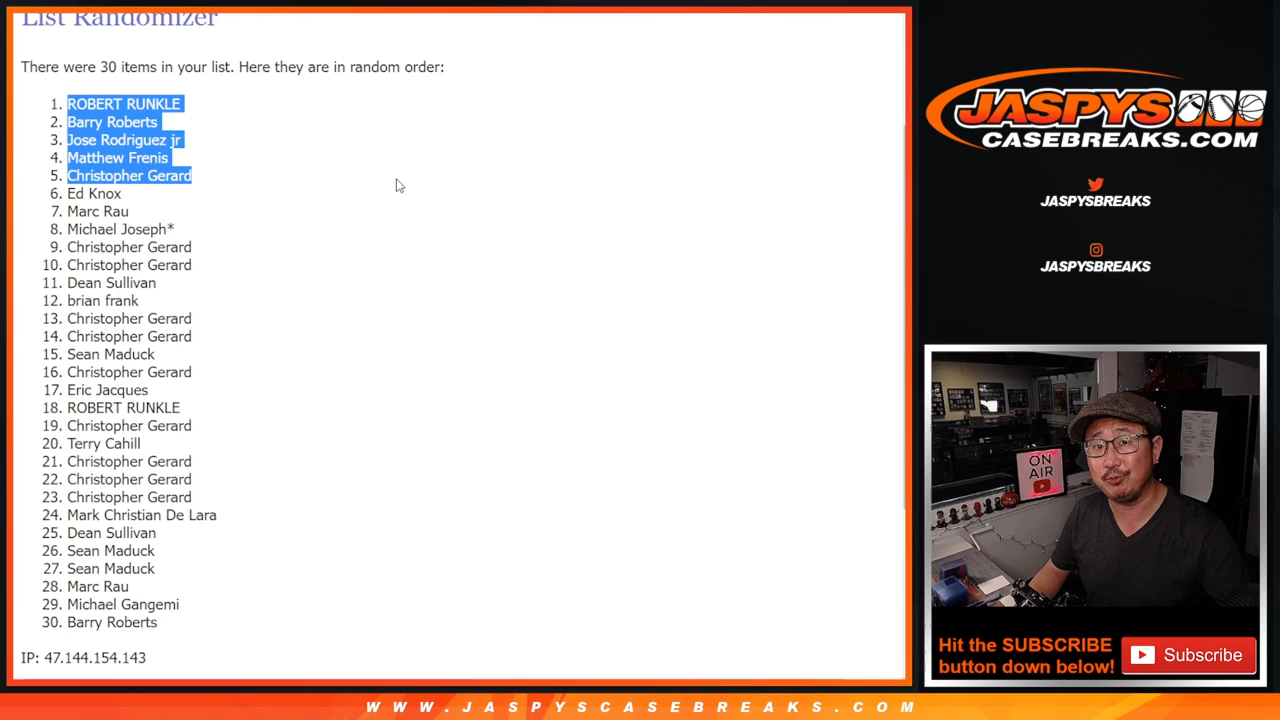 List Randomizer
There were 30 items in your list. Here they are in random order:
1. ROBERT RUNKLE
2. Barry Roberts
3. Jose Rodriguez jr
4. Matthew Frenis
5. Christopher Gerard
6. Ed Knox
7. Marc Rau
8. Michael Joseph*
9. Christopher Gerard
10. Christopher Gerard
11. Dean Sullivan
12. brian frank
13. Christopher Gerard
14. Christopher Gerard
15. Sean Maduck
16. Christopher Gerard
17. Eric Jacques
18. ROBERT RUNKLE
19. Christopher Gerard
20. Terry Cahill
21. Christopher Gerard
22. Christopher Gerard
23. Christopher Gerard
24. Mark Christian De Lara
25. Dean Sullivan
26. Sean Maduck
27. Sean Maduck
28. Marc Rau
29. Michael Gangemi
30. Barry Roberts
IP: 47.144.154.143
JASPYS
CASEBREAKS.COM
JASPYSBREAKS
JASPYSBREAKS
ON
AIR
Hit the SUBSCRIBE
button down below!
Subscribe
WWW.JASPYSCASEBREAKS.COM